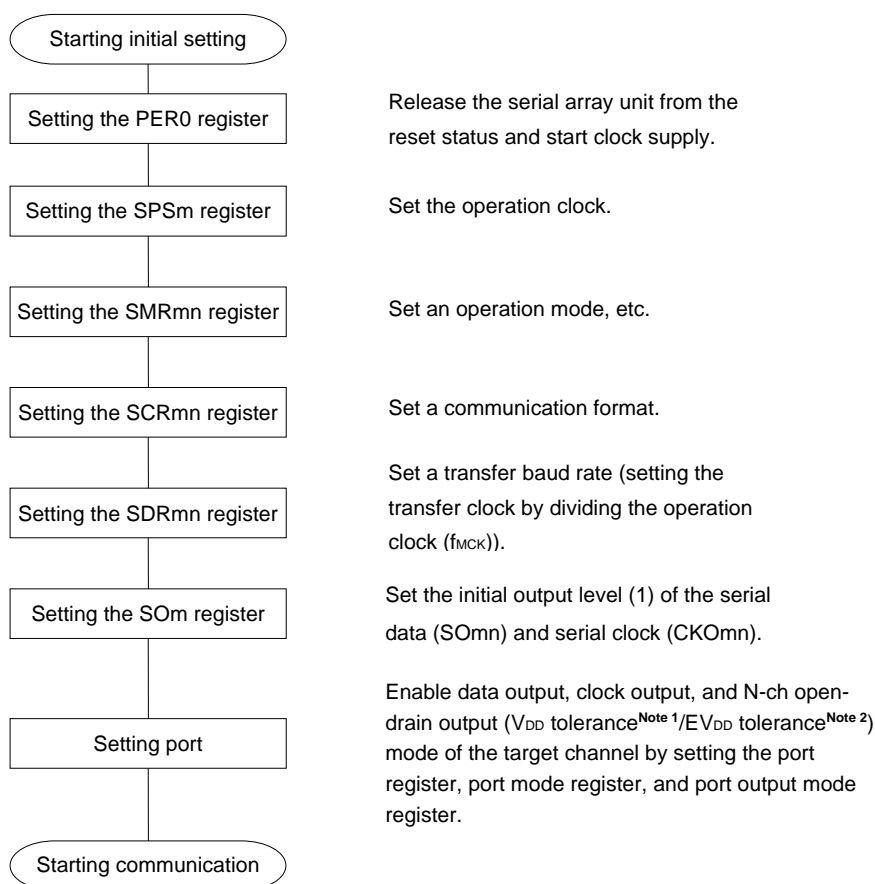 Starting initial setting
Setting the PER0 register
Release the serial array unit from the
reset status and start clock supply.
Setting the SPSm register
Set the operation clock.
Setting the SMRmn register
Set an operation mode, etc.
Setting the SCRmn register
Set a communication format.
Setting the SDRmn register
Set a transfer baud rate (setting the
transfer clock by dividing the operation
clock (fMCK)).
Setting the SOm register
Set the initial output level (1) of the serial
data (SOmn) and serial clock (CKOmn).
Setting port
Enable data output, clock output, and N-ch open-
drain output (VDD toleranceNote 1/EVDD toleranceNote 2)
mode of the target channel by setting the port
register, port mode register, and port output mode
register.
Starting communication